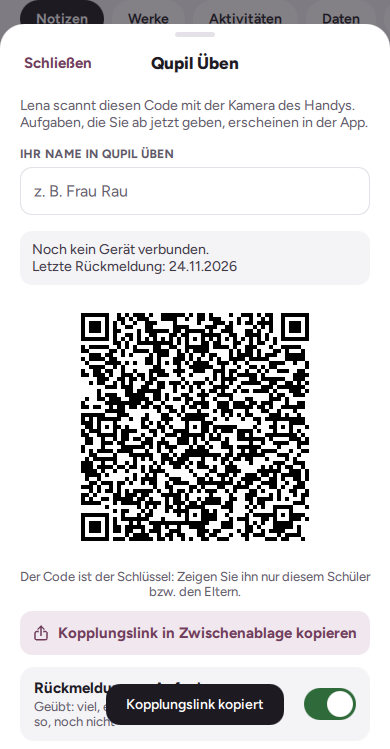 Notizen Werke Aktivitäten Daten
Schließen Qupil Üben
Lena scannt diesen Code mit der Kamera des Handys.
Aufgaben, die Sie ab jetzt geben, erscheinen in der App.
IHR NAME IN QUPIL ÜBEN
z. B. Frau Rau
Noch kein Gerät verbunden.
Letzte Rückmeldung: 24.11.2026
Der Code ist der Schlüssel: Zeigen Sie ihn nur diesem Schüler
bzw. den Eltern.
Kopplungslink in Zwischenablage kopieren
Geübt: viel,
so, noch nicht
Kopplungslink kopiert